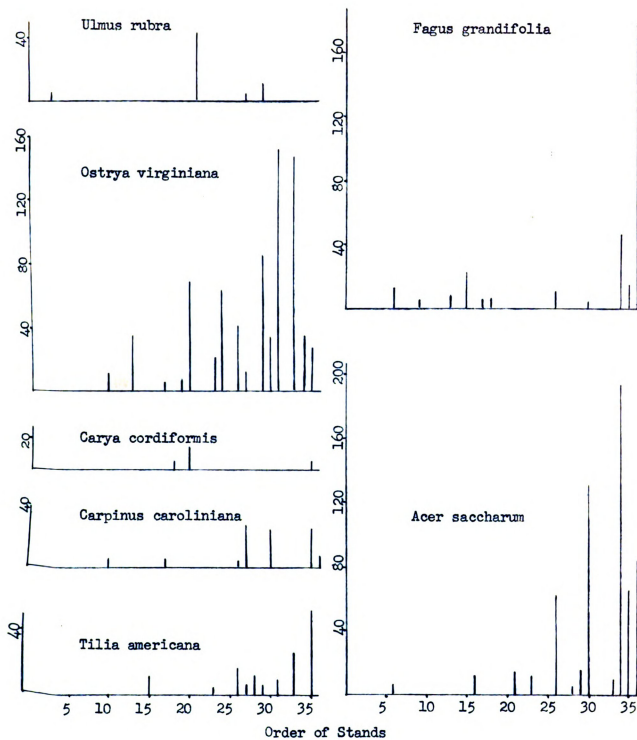 Ulmus rubra
40
Ostrya virginiana
160
120
80
40
Carya cordiformis
20
Carpinus caroliniana
40
Tilia americana
40
5 10 15 20 25 30 35
Fagus grandifolia
160
120
80
40
Acer saccharum
200
160
120
80
40
5 10 15 20 25 30 35
Order of Stands